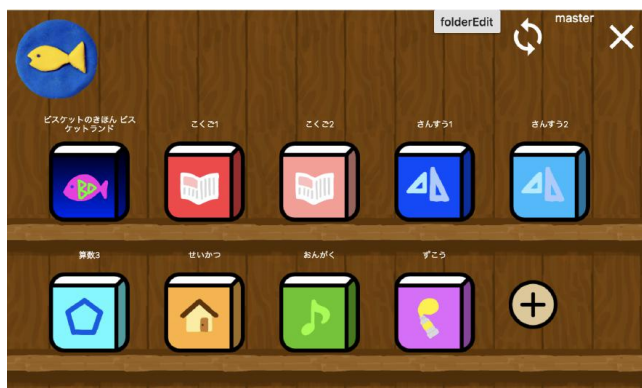 folderEdit
master
ビスケットのきほん ビス
ケットランド
こくご1
こくご2
さんすう1
さんすう2
算数3
せいかつ
おんがく
ずこう